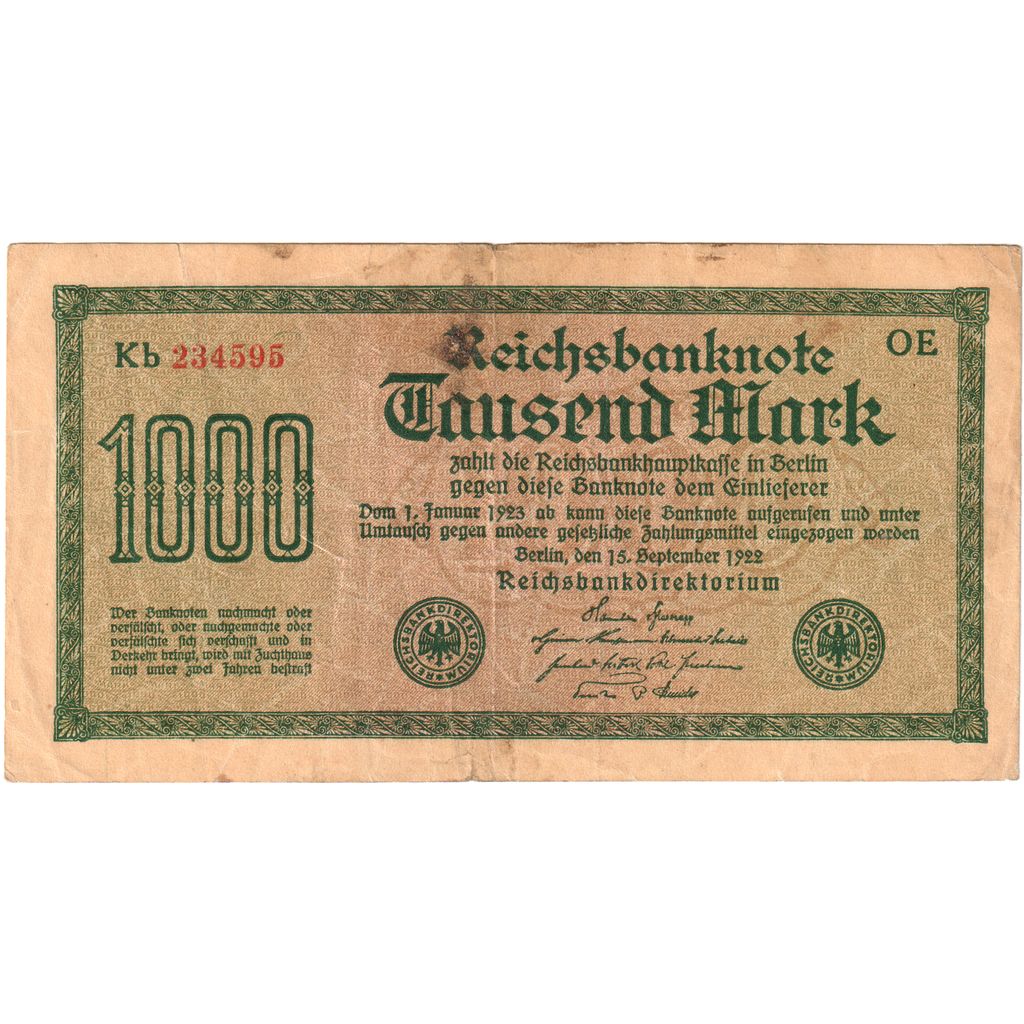 Kb 234595
OE
Reichsbanknote
Tausend Mark
1000
zahlt die Reichsbankhauptkasse in Berlin
gegen diese Banknote dem Einlieferer
Vom 1. Januar 1923 ab kann diese Banknote aufgerufen und unter
Umtausch gegen andere gesetzliche Zahlungsmittel eingezogen werden
Berlin, den 15. September 1922
Reichsbankdirektorium
Wer Banknoten nachmacht oder
verfälscht, oder nachgemachte oder
verfälschte sich verschafft und in
Verkehr bringt, wird mit Zuchthaus
nicht unter zwei Jahren bestraft
REICHSBANKDIREKTORIUM
REICHSBANKDIREKTORIUM